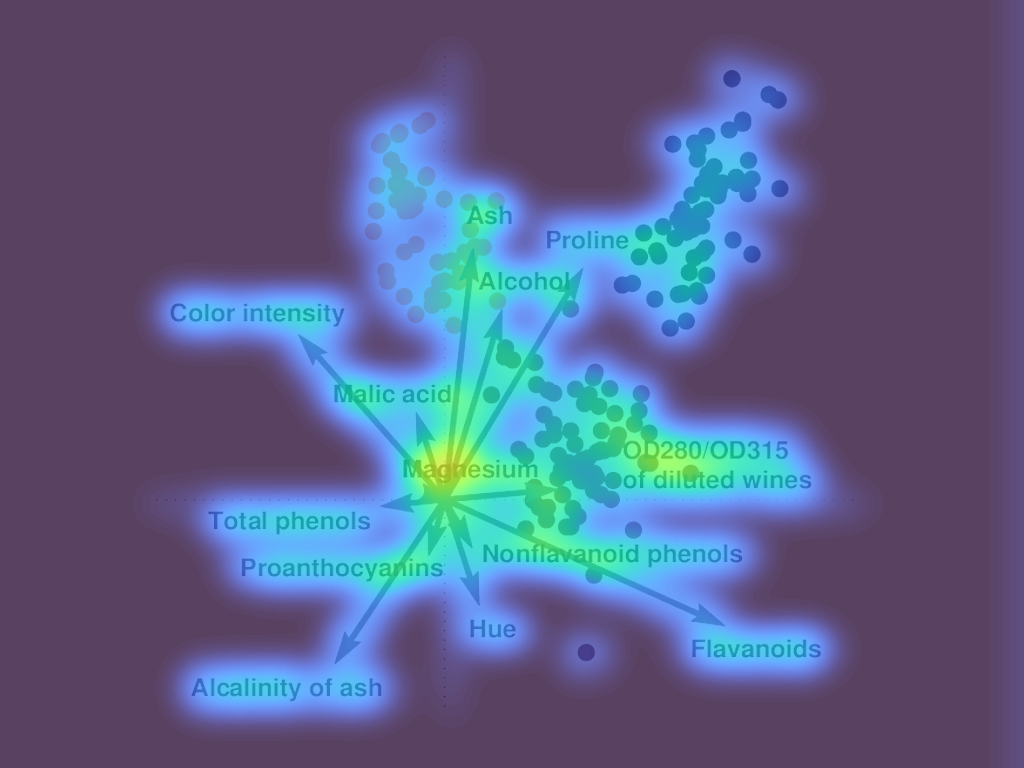 Ash
Proline
Alcohol
Color intensity
Malic acid
OD280/OD315
of diluted wines
Magnesium
Total phenols
Nonflavanoid phenols
Proanthocyanins
Hue
Flavanoids
Alcalinity of ash